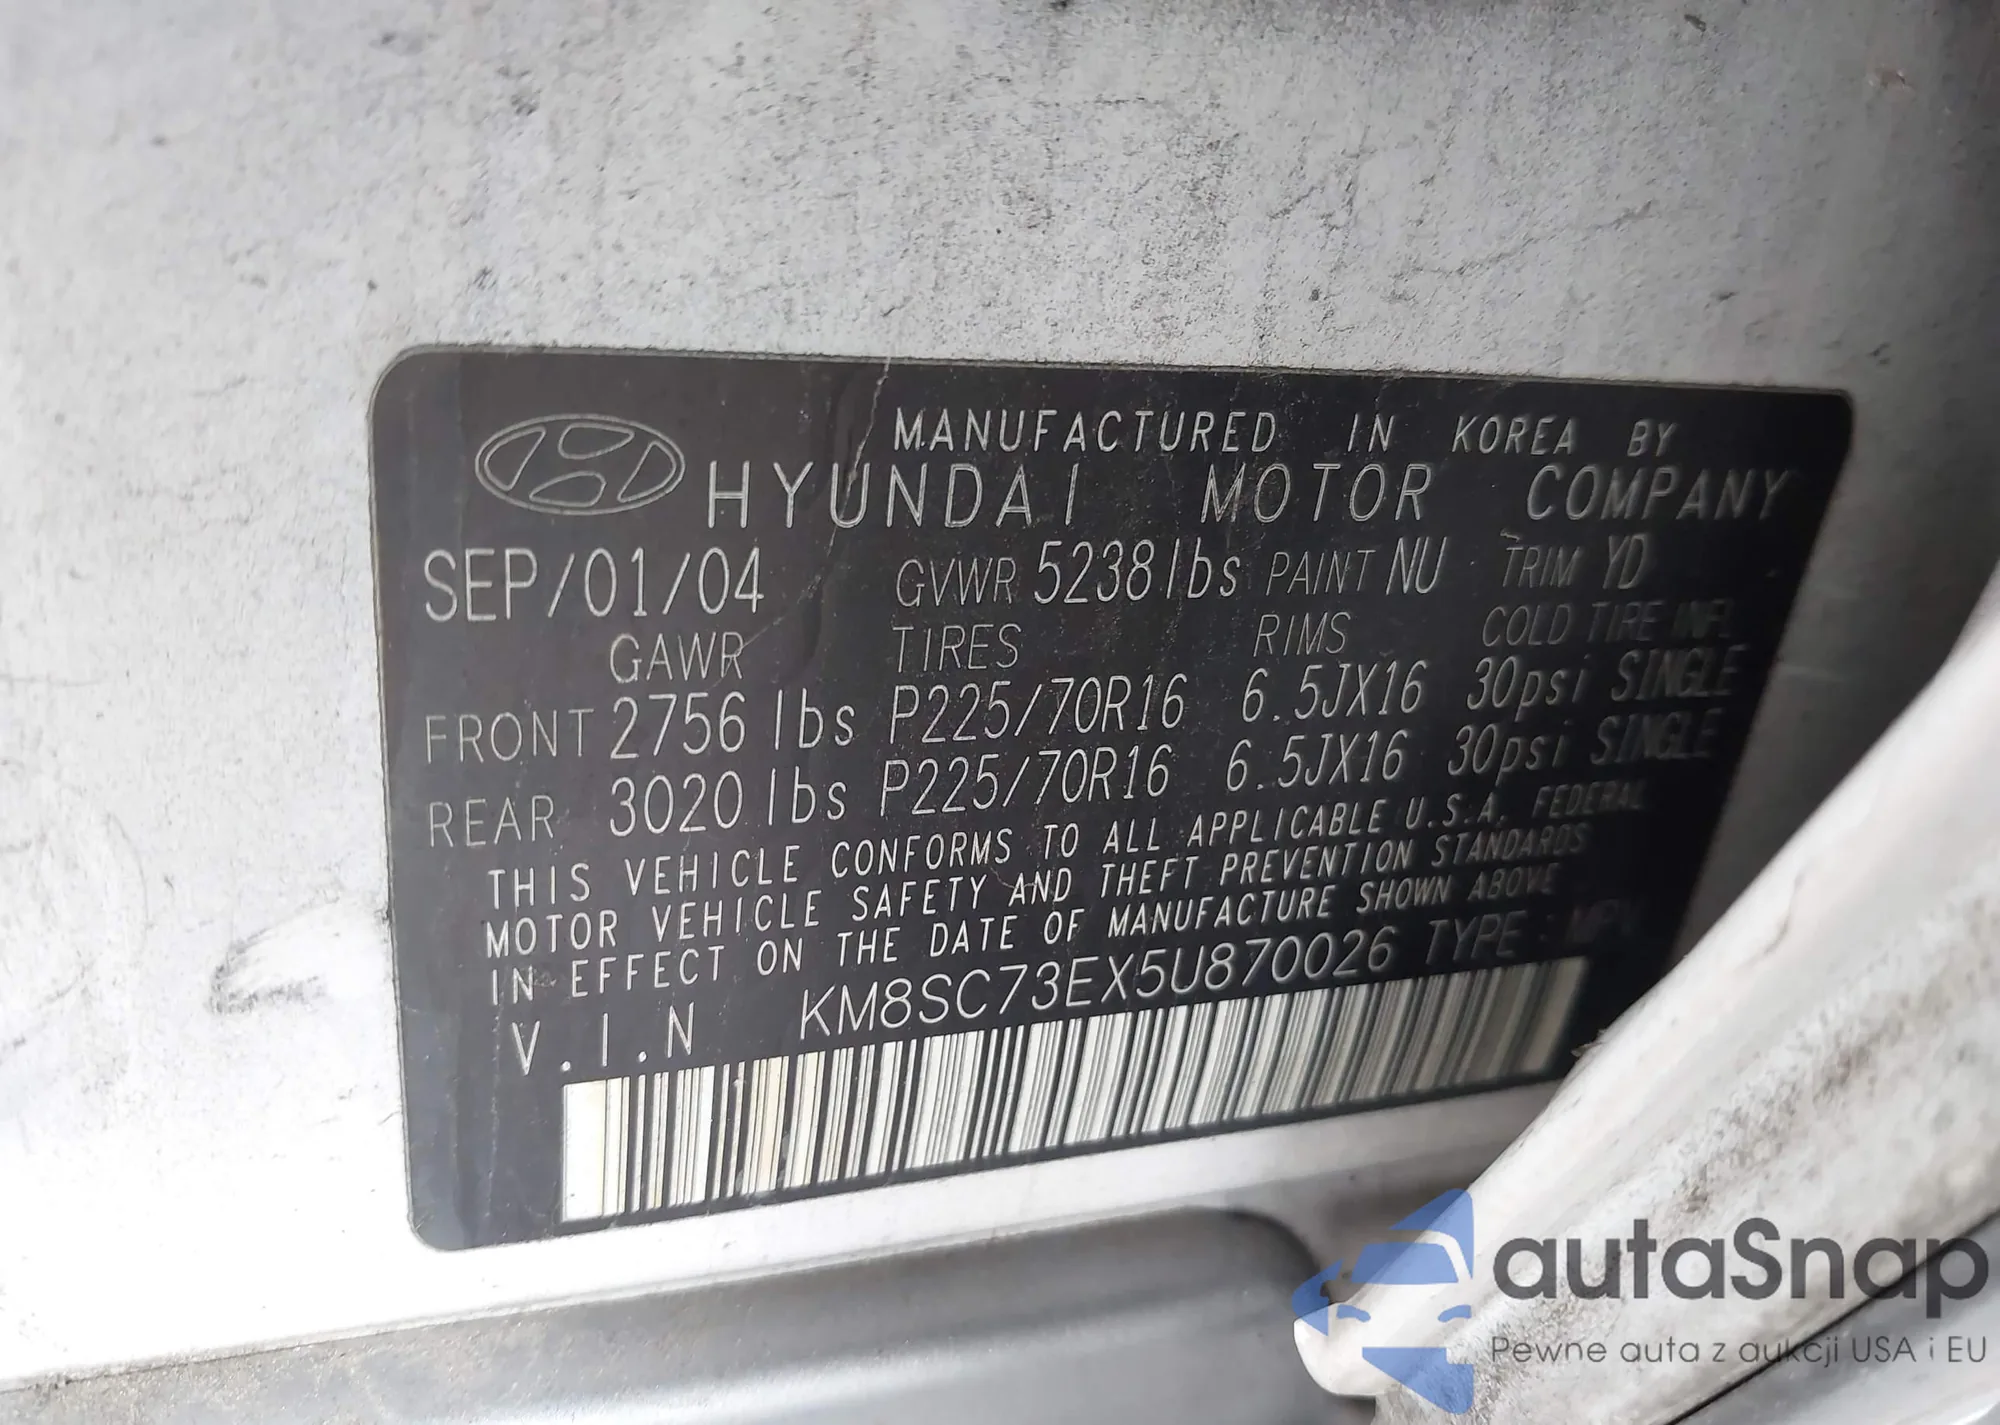 MANUFACTURED IN KOREA BY
HYUNDAI MOTOR COMPANY
SEP/01/04 GVWR 5238lbs PAINT NU TRIM YD
GAWR TIRES RIMS COLD TIRE INFL
FRONT 2756 lbs P225/70R16 6.5JX16 30psi SINGLE
REAR 3020 lbs P225/70R16 6.5JX16 30psi SINGLE
THIS VEHICLE CONFORMS TO ALL APPLICABLE U.S.A. FEDERAL
MOTOR VEHICLE SAFETY AND THEFT PREVENTION STANDARDS
IN EFFECT ON THE DATE OF MANUFACTURE SHOWN ABOVE
V.I.N KM8SC73EX5U870026 TYPE : MPV
autaSnap
Pewne auta z aukcji USA i EU